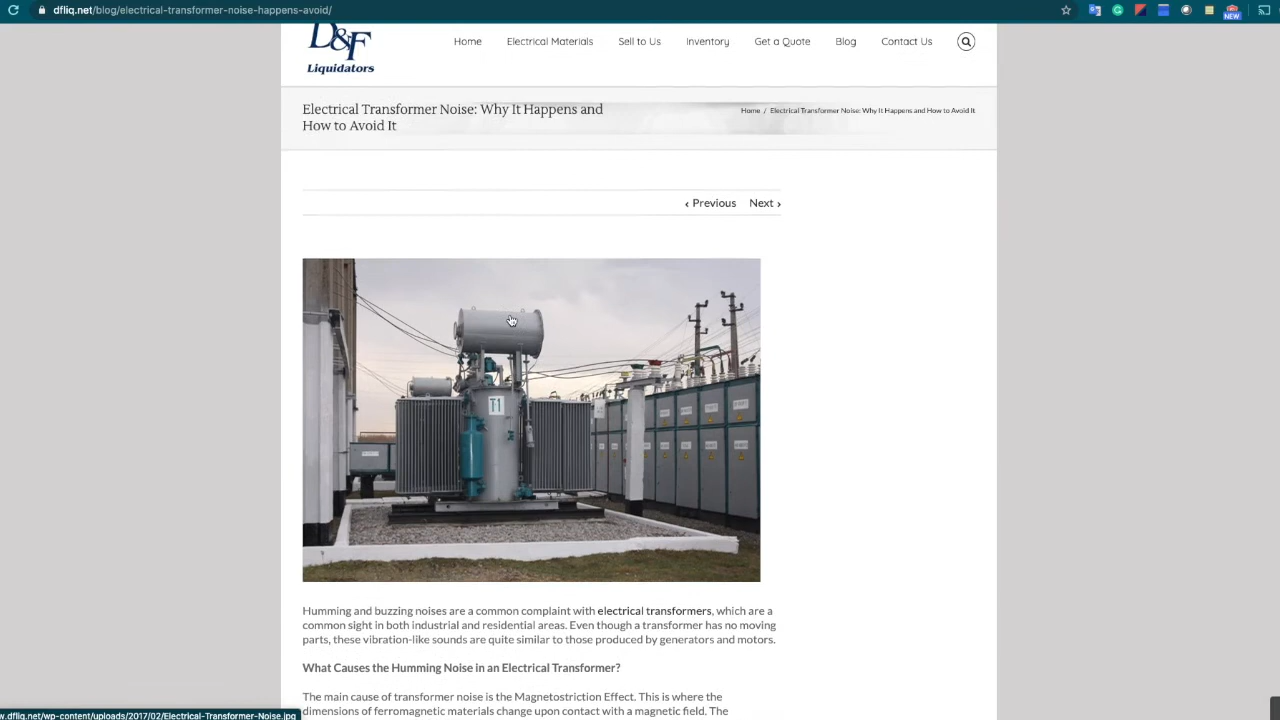 dfliq.net/blog/electrical-transformer-noise-happens-avoid/
NEW
D&F
Liquidators
Home
Electrical Materials
Sell to Us
Inventory
Get a Quote
Blog
Contact Us
Electrical Transformer Noise: Why It Happens and
How to Avoid It
Home / Electrical Transformer Noise: Why It Happens and How to Avoid It
‹ Previous
Next ›
T1
Humming and buzzing noises are a common complaint with electrical transformers, which are a
common sight in both industrial and residential areas. Even though a transformer has no moving
parts, these vibration-like sounds are quite similar to those produced by generators and motors.
What Causes the Humming Noise in an Electrical Transformer?
The main cause of transformer noise is the Magnetostriction Effect. This is where the
dimensions of ferromagnetic materials change upon contact with a magnetic field. The
w.dfliq.net/wp-content/uploads/2017/02/Electrical-Transformer-Noise.jpg